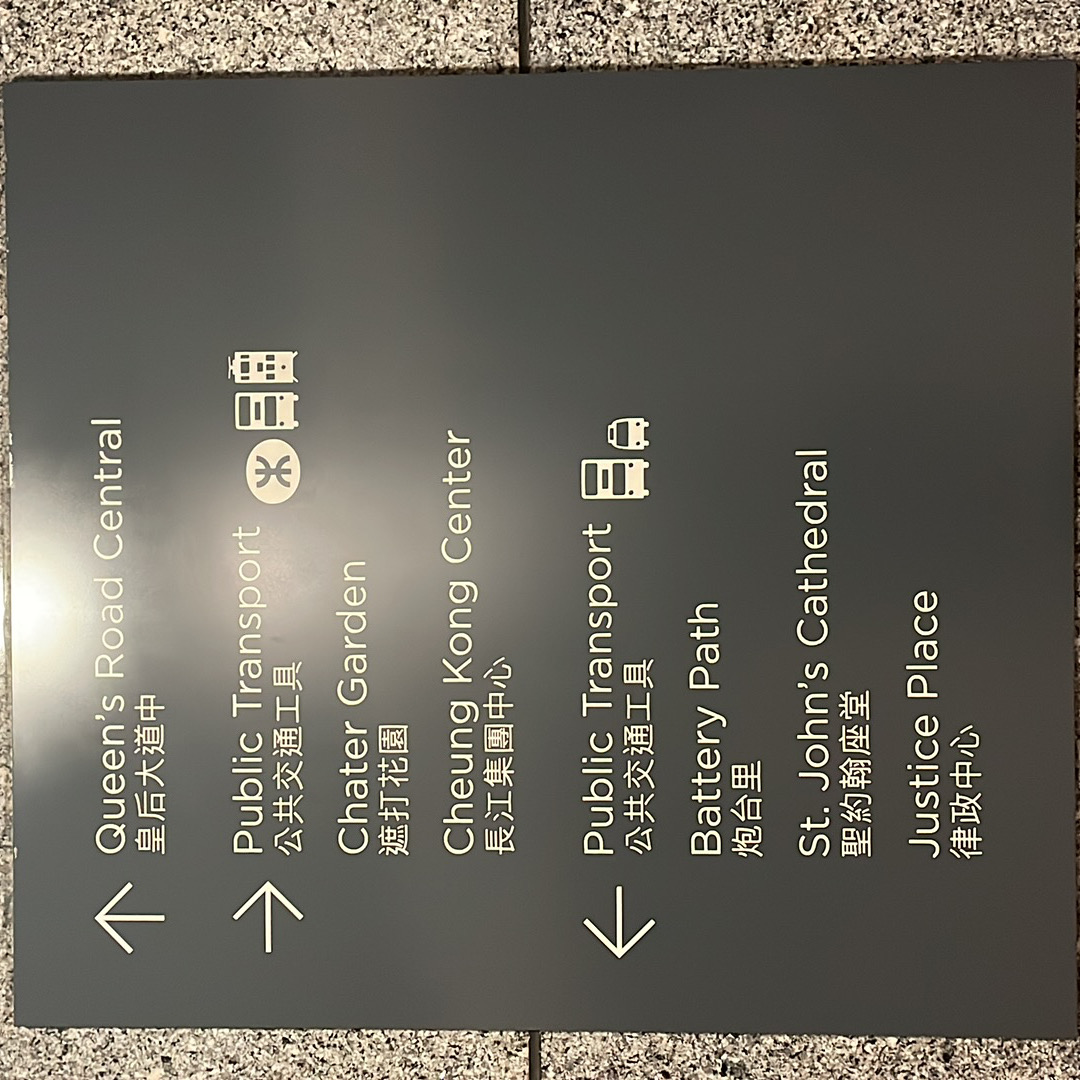 Queen's Road Central
皇后大道中
Public Transport
公共交通工具
Chater Garden
遮打花園
Cheung Kong Center
長江集團中心
Public Transport
公共交通工具
Battery Path
炮台里
St. John's Cathedral
聖約翰座堂
Justice Place
律政中心